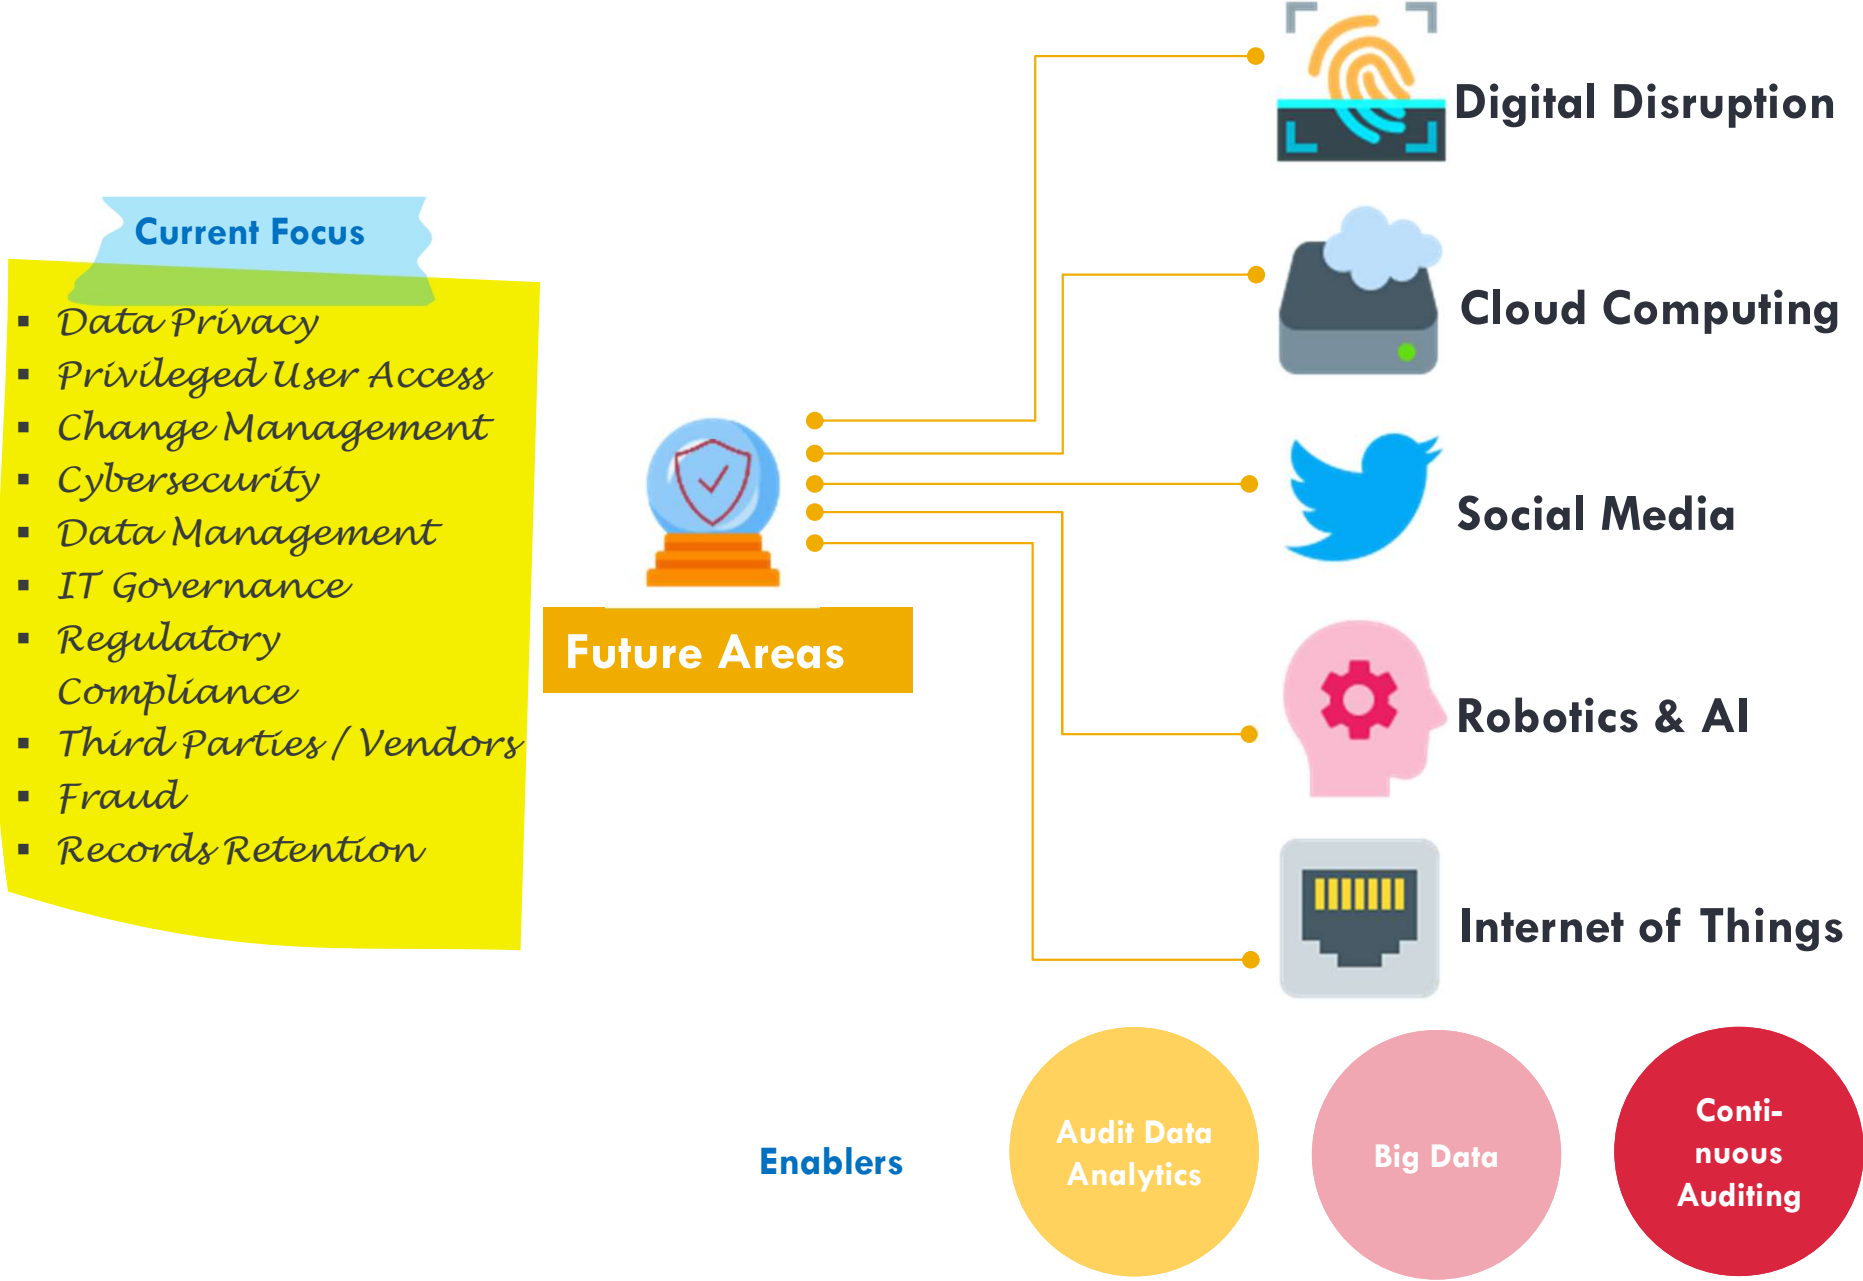 Current Focus
▪ Data Privacy
▪ Privileged User Access
▪ Change Management
▪ Cybersecurity
▪ Data Management
▪ IT Governance
▪ Regulatory
Compliance
▪ Third Parties / Vendors
▪ Fraud
▪ Records Retention
Future Areas
Digital Disruption
Cloud Computing
Social Media
Robotics & AI
Internet of Things
Enablers
Audit Data
Analytics
Big Data
Conti-
nuous
Auditing